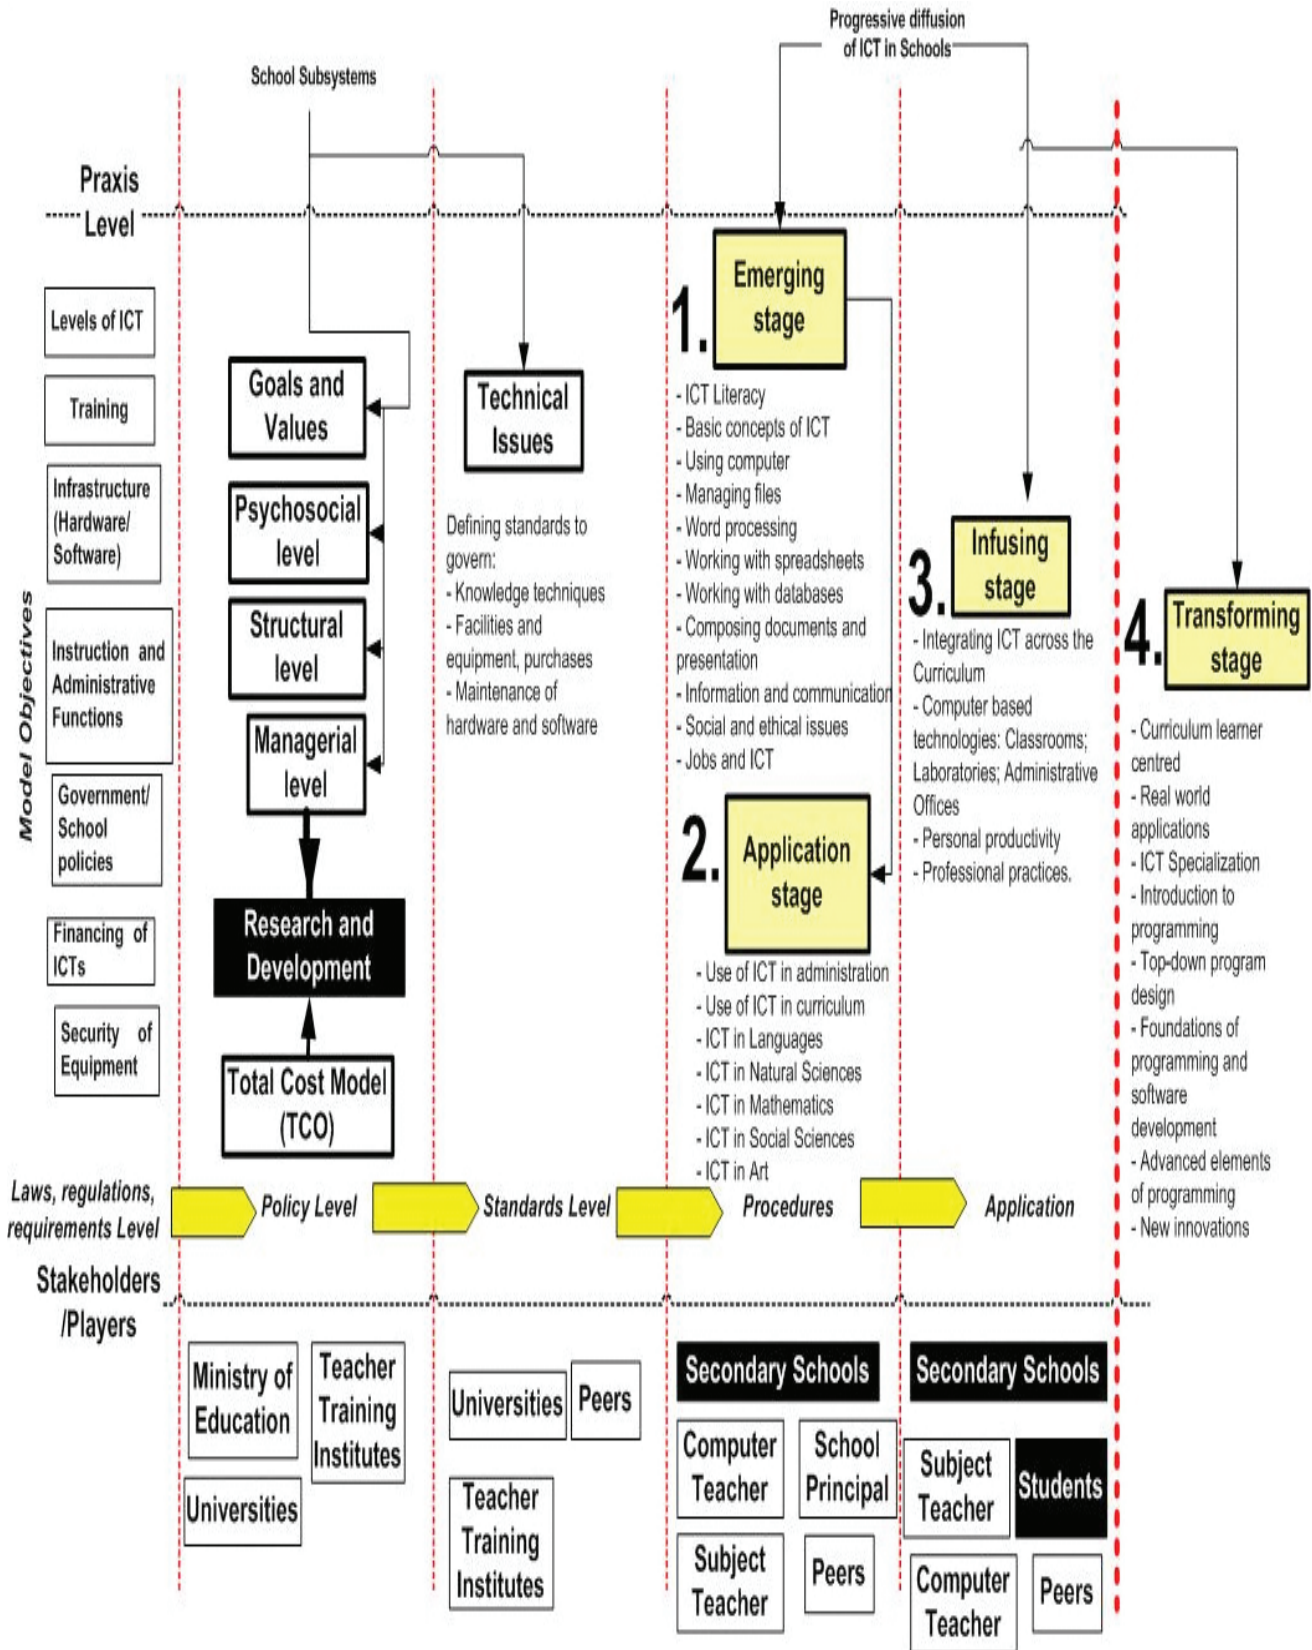 Progressive diffusion
of ICT in Schools
School Subsystems
Praxis
Level
Model Objectives
Levels of ICT
Training
Infrastructure
(Hardware/
Software)
Instruction and
Administrative
Functions
Government/
School
policies
Financing of
ICTs
Security of
Equipment
Goals and
Values
Psychosocial
level
Structural
level
Managerial
level
Research and
Development
Total Cost Model
(TCO)
Technical
Issues
Defining standards to
govern:
- Knowledge techniques
- Facilities and
equipment, purchases
- Maintenance of
hardware and software
1.
Emerging
stage
- ICT Literacy
- Basic concepts of ICT
- Using computer
- Managing files
- Word processing
- Working with spreadsheets
- Working with databases
- Composing documents and
presentation
- Information and communication
- Social and ethical issues
- Jobs and ICT
2.
Application
stage
- Use of ICT in administration
- Use of ICT in curriculum
- ICT in Languages
- ICT in Natural Sciences
- ICT in Mathematics
- ICT in Social Sciences
- ICT in Art
3.
Infusing
stage
- Integrating ICT across the
Curriculum
- Computer based
technologies: Classrooms;
Laboratories; Administrative
Offices
- Personal productivity
- Professional practices.
4.
Transforming
stage
- Curriculum learner
centred
- Real world
applications
- ICT Specialization
- Introduction to
programming
- Top-down program
design
- Foundations of
programming and
software
development
- Advanced elements
of programming
- New innovations
Laws, regulations,
requirements Level
Policy Level
Standards Level
Procedures
Application
Stakeholders
/Players
Ministry of
Education
Teacher
Training
Institutes
Universities
Universities
Peers
Teacher
Training
Institutes
Secondary Schools
Computer
Teacher
School
Principal
Subject
Teacher
Peers
Secondary Schools
Subject
Teacher
Students
Computer
Teacher
Peers